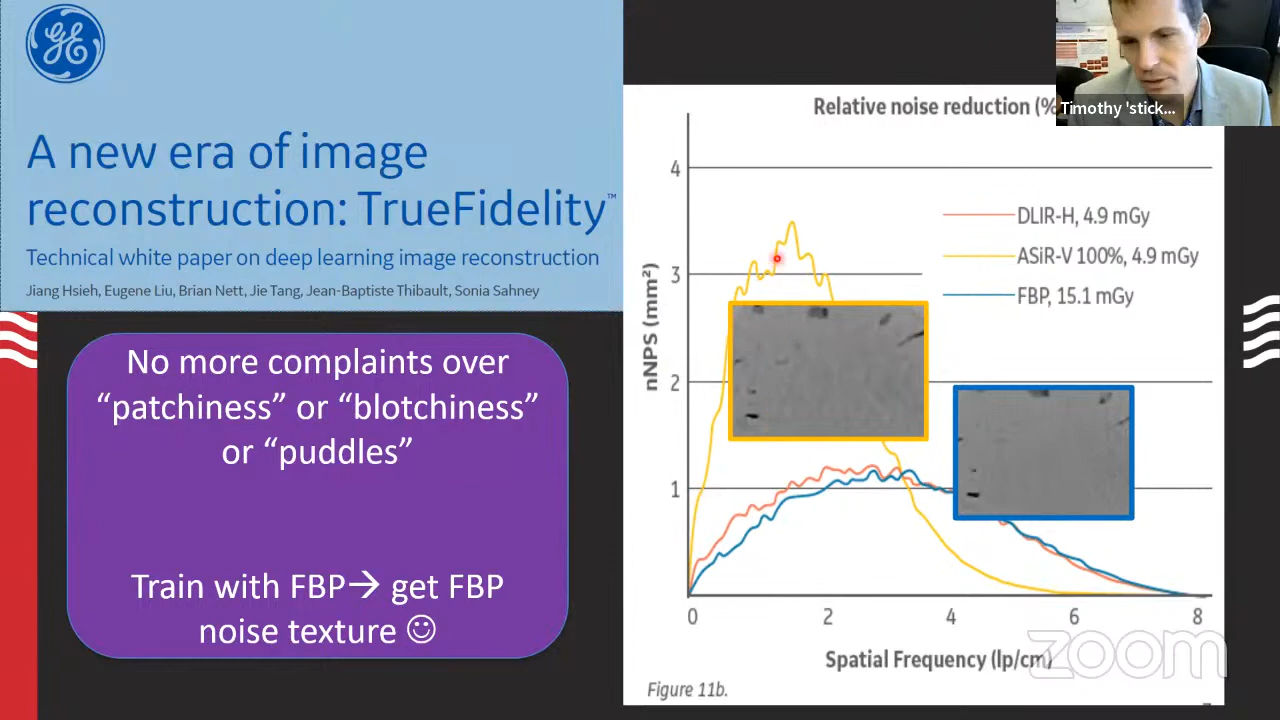 GE
A new era of image
reconstruction: TrueFidelity™
Technical white paper on deep learning image reconstruction
Jiang Hsieh, Eugene Liu, Brian Nett, Jie Tang, Jean-Baptiste Thibault, Sonia Sahney
No more complaints over
“patchiness” or “blotchiness”
or “puddles”
Train with FBP→ get FBP
noise texture ☺
Relative noise reduction (%
Timothy 'stick...
4
3
2
1
nNPS (mm²)
DLIR-H, 4.9 mGy
ASiR-V 100%, 4.9 mGy
FBP, 15.1 mGy
0 2 4 6 8
Spatial Frequency (lp/cm)
Figure 11b.
zoom